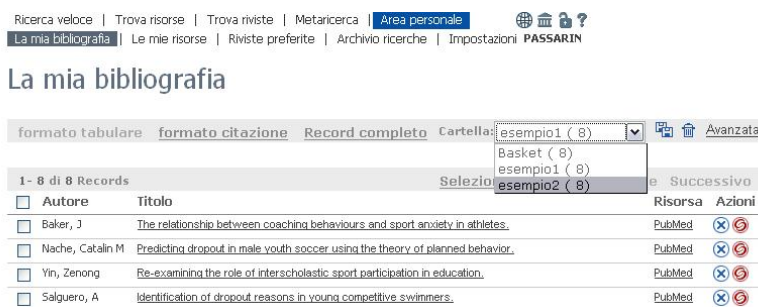 Ricerca veloce | Trova risorse | Trova riviste | Metaricerca | Area personale ?
La mia bibliografia | Le mie risorse | Riviste preferite | Archivio ricerche | Impostazioni PASSARIN
La mia bibliografia
formato tabulare formato citazione Record completo Cartella: esempio1 ( 8) Avanzata
Basket ( 8)
esempio1 ( 8)
esempio2 ( 8)
1- 8 di 8 Records Selezio e Successivo
Autore Titolo Risorsa Azioni
Baker, J The relationship between coaching behaviours and sport anxiety in athletes. PubMed
Nache, Catalin M Predicting dropout in male youth soccer using the theory of planned behavior. PubMed
Yin, Zenong Re-examining the role of interscholastic sport participation in education. PubMed
Salguero, A Identification of dropout reasons in young competitive swimmers. PubMed